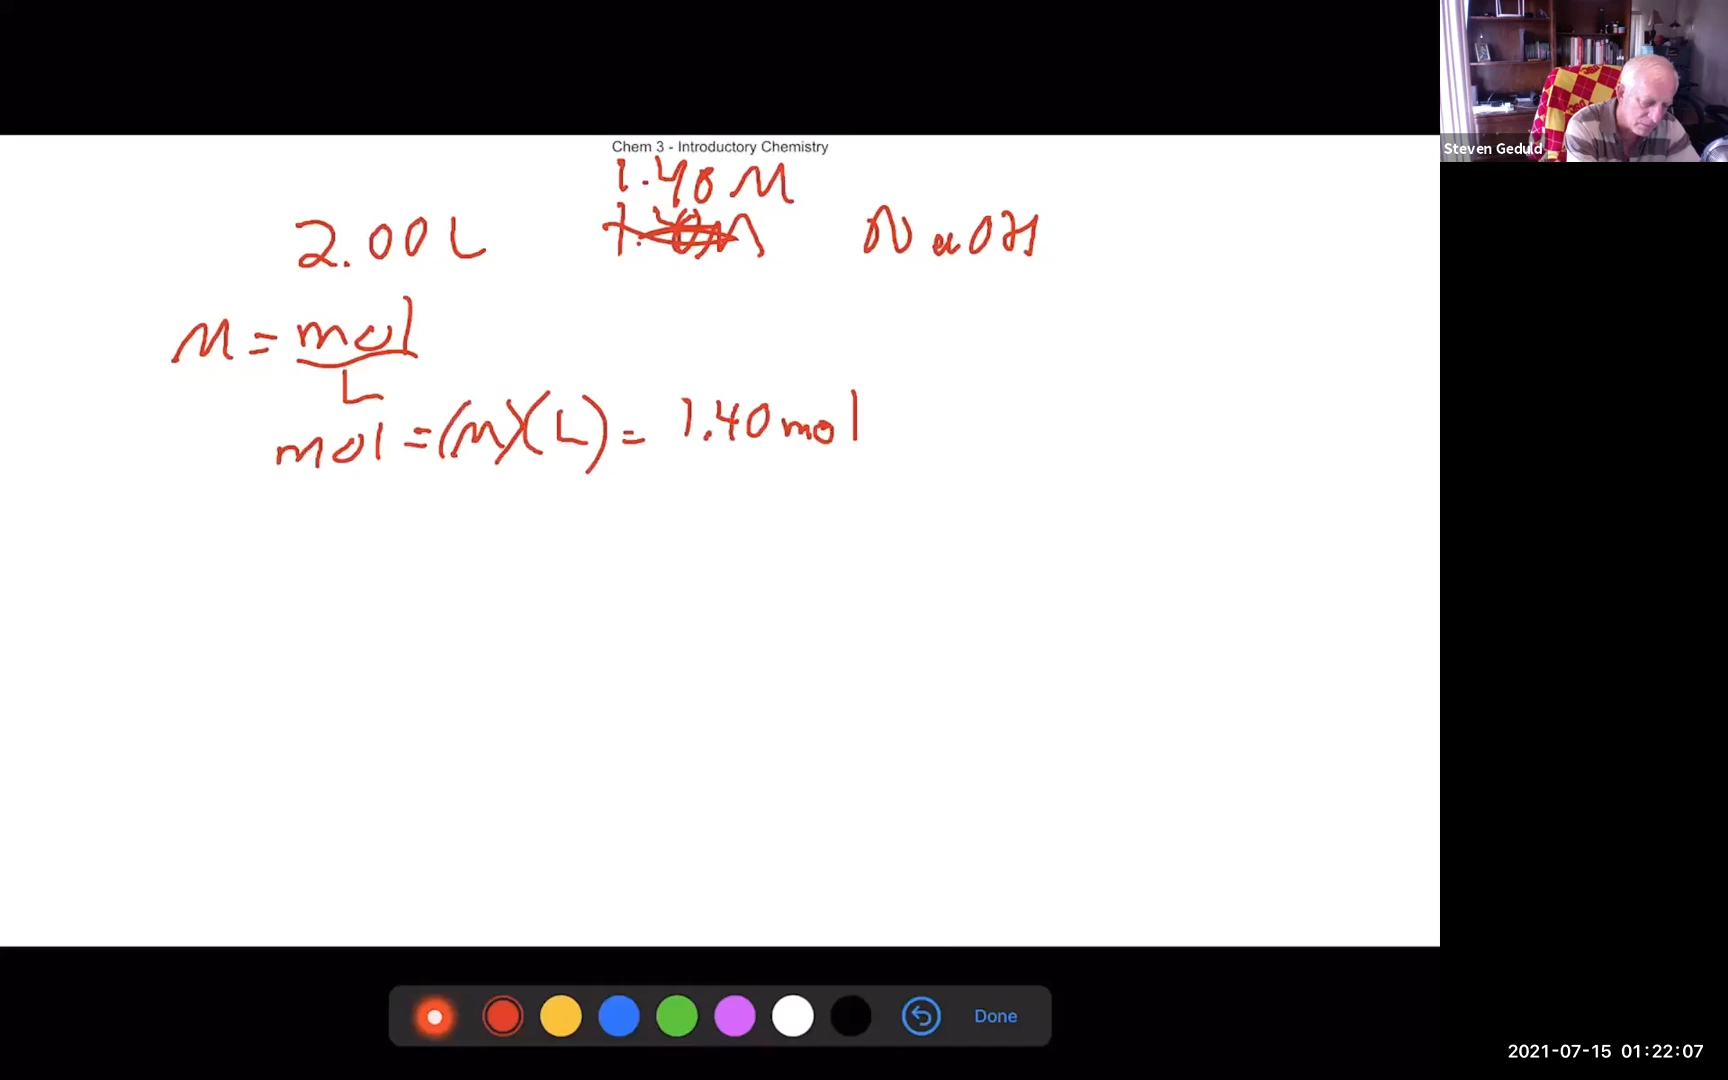 Steven Geduld
Chem 3 - Introductory Chemistry
1.40 M
2.00 L NaOH
M = mol
L
mol = (M)(L) = 1.40 mol
Done
2021-07-15 01:22:07